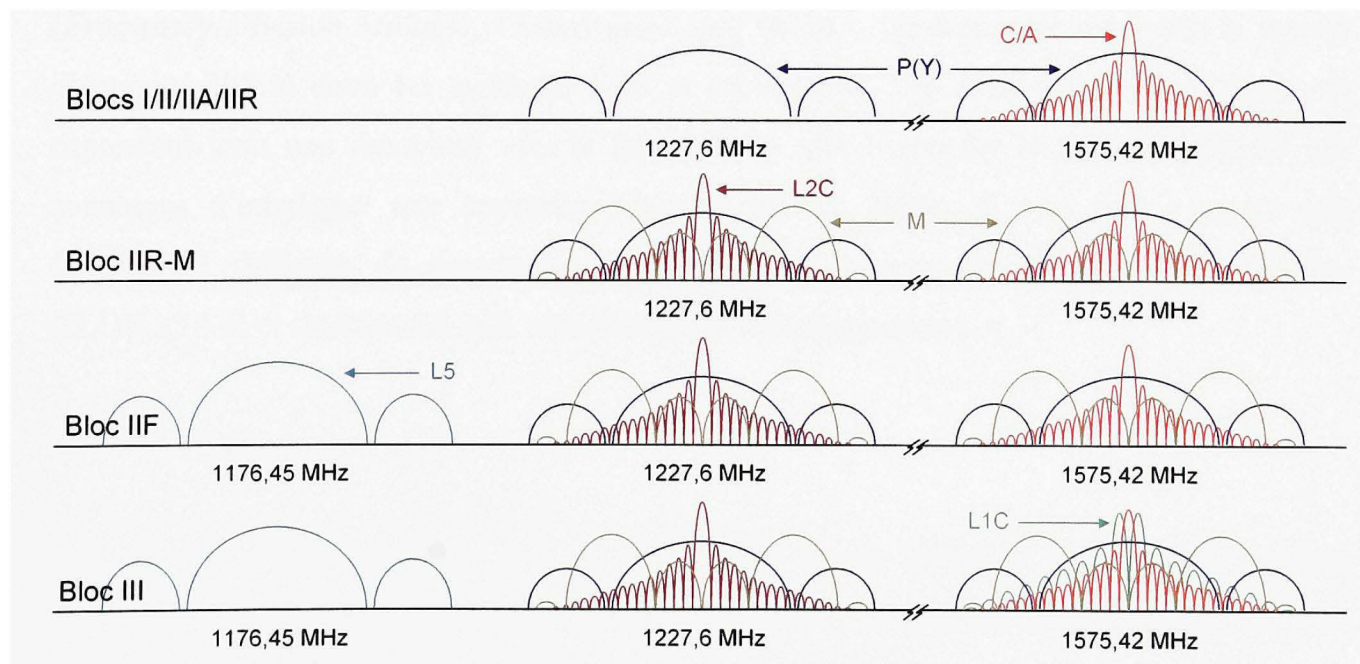 C/A
P(Y)
Blocs I/II/IIA/IIR
1227,6 MHz
1575,42 MHz
L2C
M
Bloc IIR-M
1227,6 MHz
1575,42 MHz
L5
Bloc IIF
1176,45 MHz
1227,6 MHz
1575,42 MHz
L1C
Bloc III
1176,45 MHz
1227,6 MHz
1575,42 MHz